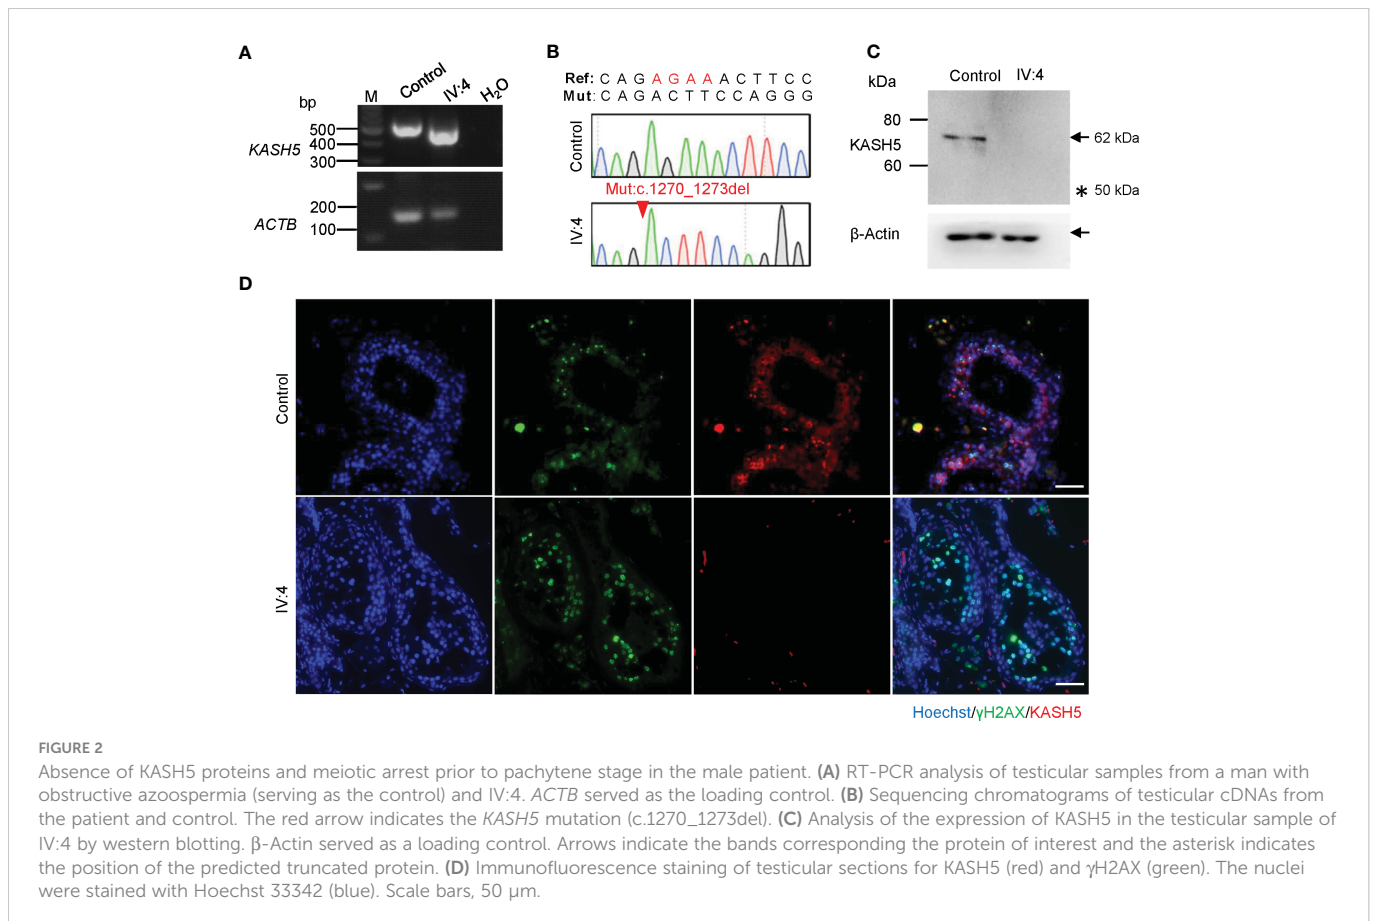 A
bp
M
Control
IV:4
H2O
500
400
300
KASH5
200
100
ACTB
B
Ref: C A G A G A A A C T T C C
Mut: C A G A C T T C C A G G G
Control
Mut:c.1270_1273del
IV:4
C
kDa
Control
IV:4
80
KASH5
60
62 kDa
* 50 kDa
β-Actin
D
Control
IV:4
Hoechst/γH2AX/KASH5
FIGURE 2
Absence of KASH5 proteins and meiotic arrest prior to pachytene stage in the male patient. (A) RT-PCR analysis of testicular samples from a man with
obstructive azoospermia (serving as the control) and IV:4. ACTB served as the loading control. (B) Sequencing chromatograms of testicular cDNAs from
the patient and control. The red arrow indicates the KASH5 mutation (c.1270_1273del). (C) Analysis of the expression of KASH5 in the testicular sample of
IV:4 by western blotting. β-Actin served as a loading control. Arrows indicate the bands corresponding the protein of interest and the asterisk indicates
the position of the predicted truncated protein. (D) Immunofluorescence staining of testicular sections for KASH5 (red) and γH2AX (green). The nuclei
were stained with Hoechst 33342 (blue). Scale bars, 50 μm.